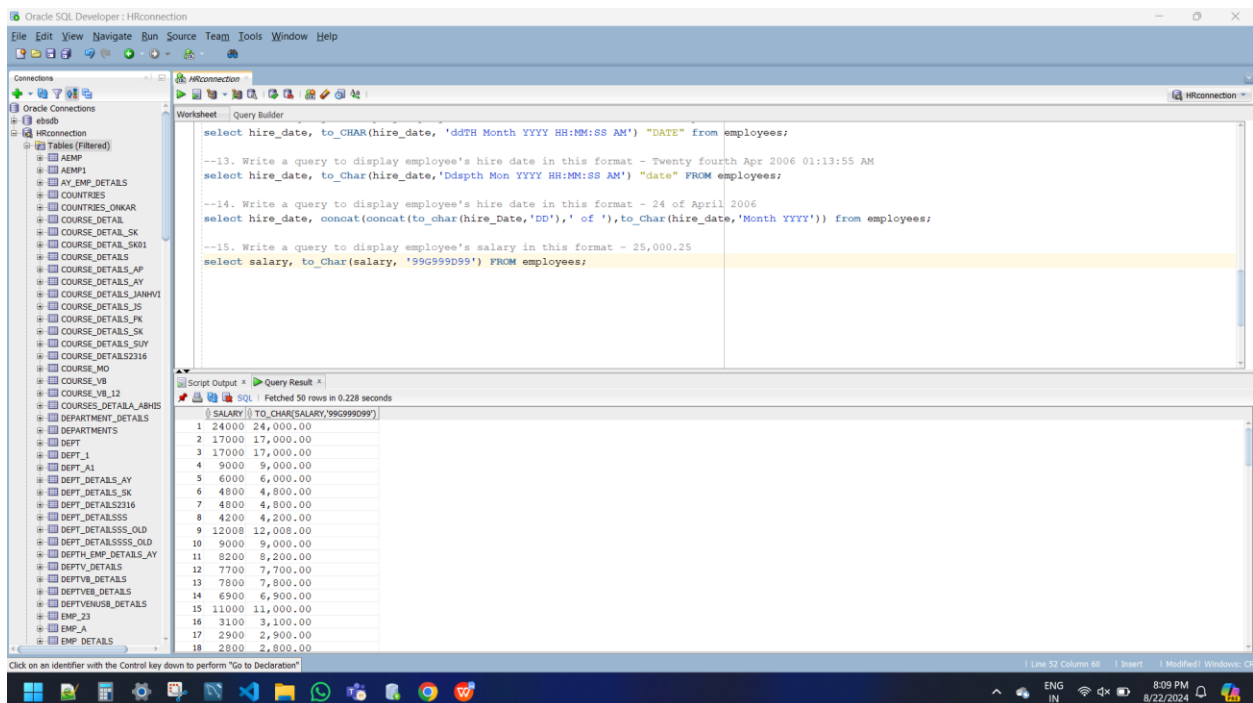 Oracle SQL Developer : HRconnection
File Edit View Navigate Run Source Team Tools Window Help
Connections
Oracle Connections
ebsdb
HRconnection
Tables (Filtered)
AEMP
AEMP1
AY_EMP_DETAILS
COUNTRIES
COUNTRIES_ONKAR
COURSE_DETAIL
COURSE_DETAIL_SK
COURSE_DETAIL_SK01
COURSE_DETAILS
COURSE_DETAILS_AP
COURSE_DETAILS_AY
COURSE_DETAILS_JANHVI
COURSE_DETAILS_JS
COURSE_DETAILS_PK
COURSE_DETAILS_SK
COURSE_DETAILS_SUY
COURSE_DETAILS2316
COURSE_MO
COURSE_VB
COURSE_VB_12
COURSES_DETAILA_ABHIS
DEPARTMENT_DETAILS
DEPARTMENTS
DEPT
DEPT_1
DEPT_A1
DEPT_DETAILS_AY
DEPT_DETAILS_SK
DEPT_DETAILS2316
DEPT_DETAILSSS
DEPT_DETAILSSS_OLD
DEPT_DETAILSSSS_OLD
DEPTH_EMP_DETAILS_AY
DEPTV_DETAILS
DEPTVB_DETAILS
DEPTVEB_DETAILS
DEPTVENUSB_DETAILS
EMP_23
EMP_A
EMP_DETAILS
HRconnection
HRconnection
Worksheet Query Builder
select hire_date, to_CHAR(hire_date, 'ddTH Month YYYY HH:MM:SS AM') "DATE" from employees;
--13. Write a query to display employee's hire date in this format - Twenty fourth Apr 2006 01:13:55 AM
select hire_date, to_Char(hire_date,'Ddspth Mon YYYY HH:MM:SS AM') "date" FROM employees;
--14. Write a query to display employee's hire date in this format - 24 of April 2006
select hire_date, concat(concat(to_char(hire_Date,'DD'),' of '),to_Char(hire_date,'Month YYYY')) from employees;
--15. Write a query to display employee's salary in this format - 25,000.25
select salary, to_Char(salary, '99G999D99') FROM employees;
Script Output Query Result
SQL Fetched 50 rows in 0.228 seconds
SALARY TO_CHAR(SALARY,'99G999D99')
1 24000 24,000.00
2 17000 17,000.00
3 17000 17,000.00
4 9000 9,000.00
5 6000 6,000.00
6 4800 4,800.00
7 4800 4,800.00
8 4200 4,200.00
9 12008 12,008.00
10 9000 9,000.00
11 8200 8,200.00
12 7700 7,700.00
13 7800 7,800.00
14 6900 6,900.00
15 11000 11,000.00
16 3100 3,100.00
17 2900 2,900.00
18 2800 2,800.00
Click on an identifier with the Control key down to perform "Go to Declaration"
Line 52 Column 60 Insert Modified Windows: CR
ENG
IN
8:09 PM
8/22/2024